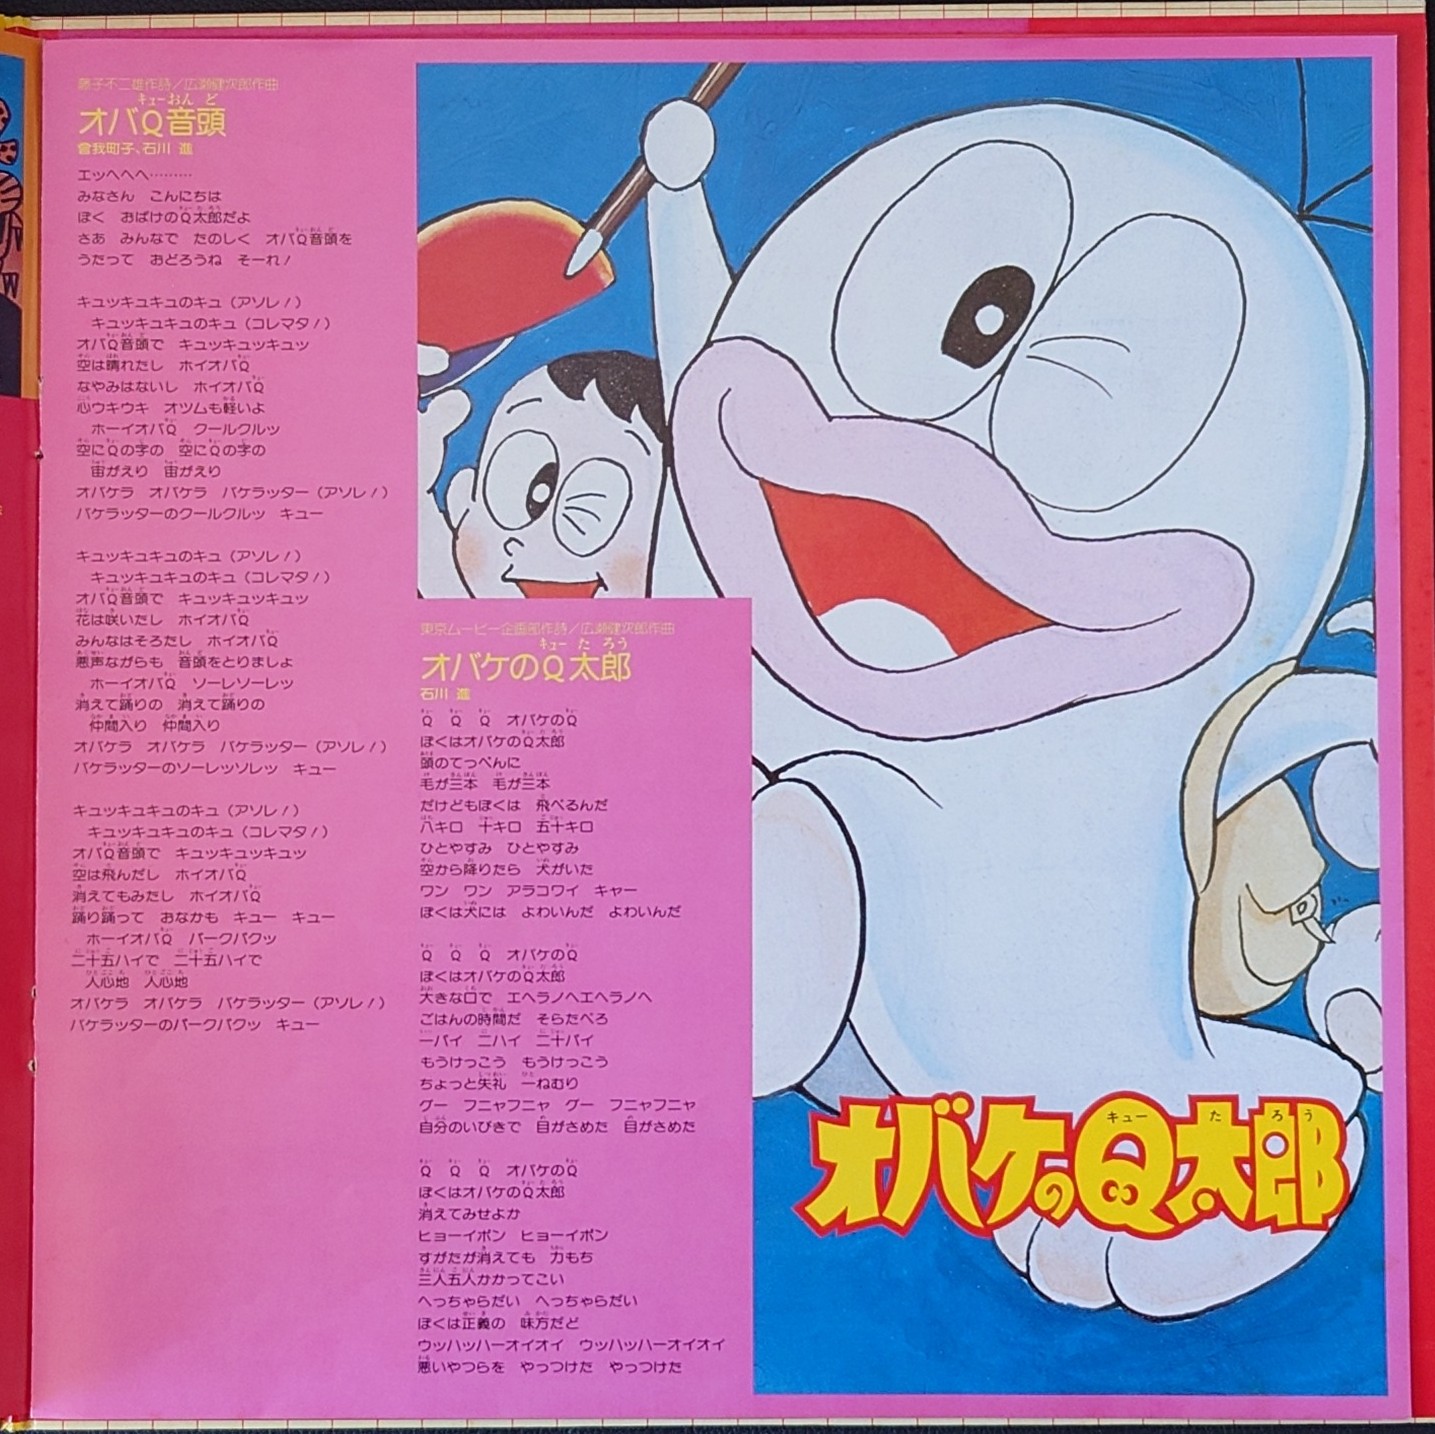 藤子不二雄作詩／広瀬健次郎作曲
オバQ音頭
曾我町子、石川 進
エッヘヘヘ………
みなさん　こんにちは
ぼく　おばけのQ太郎だよ
さあ　みんなで　たのしく　オバQ音頭を
うたって　おどろうね　そーれ！
キュッキュキュのキュ（アソレ！）
キュッキュキュのキュ（コレマタ！）
オバQ音頭で　キュッキュッキュッ
空は晴れだし　ホイオバQ
なやみはないし　ホイオバQ
心ウキウキ　オツムも軽いよ
ホーイオバQ　クールクルッ
空にQの字の　空にQの字の
宙がえり　宙がえり
オバケラ　オバケラ　バケラッター（アソレ！）
バケラッターのクールクルッ　キュー
キュッキュキュのキュ（アソレ！）
キュッキュキュのキュ（コレマタ！）
オバQ音頭で　キュッキュッキュッ
花は咲いたし　ホイオバQ
みんなはそろたし　ホイオバQ
悪声ながらも　音頭をとりましょ
ホーイオバQ　ソーレソーレッ
消えて踊りの　消えて踊りの
仲間入り　仲間入り
オバケラ　オバケラ　バケラッター（アソレ！）
バケラッターのソーレッソレッ　キュー
キュッキュキュのキュ（アソレ！）
キュッキュキュのキュ（コレマタ！）
オバQ音頭で　キュッキュッキュッ
空は飛んだし　ホイオバQ
消えてもみたし　ホイオバQ
踊り踊って　おなかも　キュー　キュー
ホーイオバQ　パークパクッ
二十五ハイで　二十五ハイで
人心地　人心地
オバケラ　オバケラ　バケラッター（アソレ！）
バケラッターのパークパクッ　キュー
東京ムービー企画部作詩／広瀬健次郎作曲
オバケのQ太郎
石川 進
Q　Q　Q　オバケのQ
ぼくはオバケのQ太郎
頭のてっぺんに
毛が三本　毛が三本
だけどもぼくは　飛べるんだ
八キロ　十キロ　五十キロ
ひとやすみ　ひとやすみ
空から降りたら　犬がいた
ワン　ワン　アラコワイ　キャー
ぼくは犬には　よわいんだ　よわいんだ
Q　Q　Q　オバケのQ
ぼくはオバケのQ太郎
大きな口で　エヘラノヘエヘラノヘ
ごはんの時間だ　そらたべろ
一パイ　二ハイ　二十パイ
もうけっこう　もうけっこう
ちょっと失礼　一ねむり
グー　フニャフニャ　グー　フニャフニャ
自分のいびきで　目がさめた　目がさめた
Q　Q　Q　オバケのQ
ぼくはオバケのQ太郎
消えてみせよか
ヒョーイポン　ヒョーイポン
すがたが消えても　力もち
三人五人かかってこい
へっちゃらだい　へっちゃらだい
ぼくは正義の　味方だど
ウッハッハーオイオイ　ウッハッハーオイオイ
悪いやつらを　やっつけた　やっつけた
オバケのQ太郎